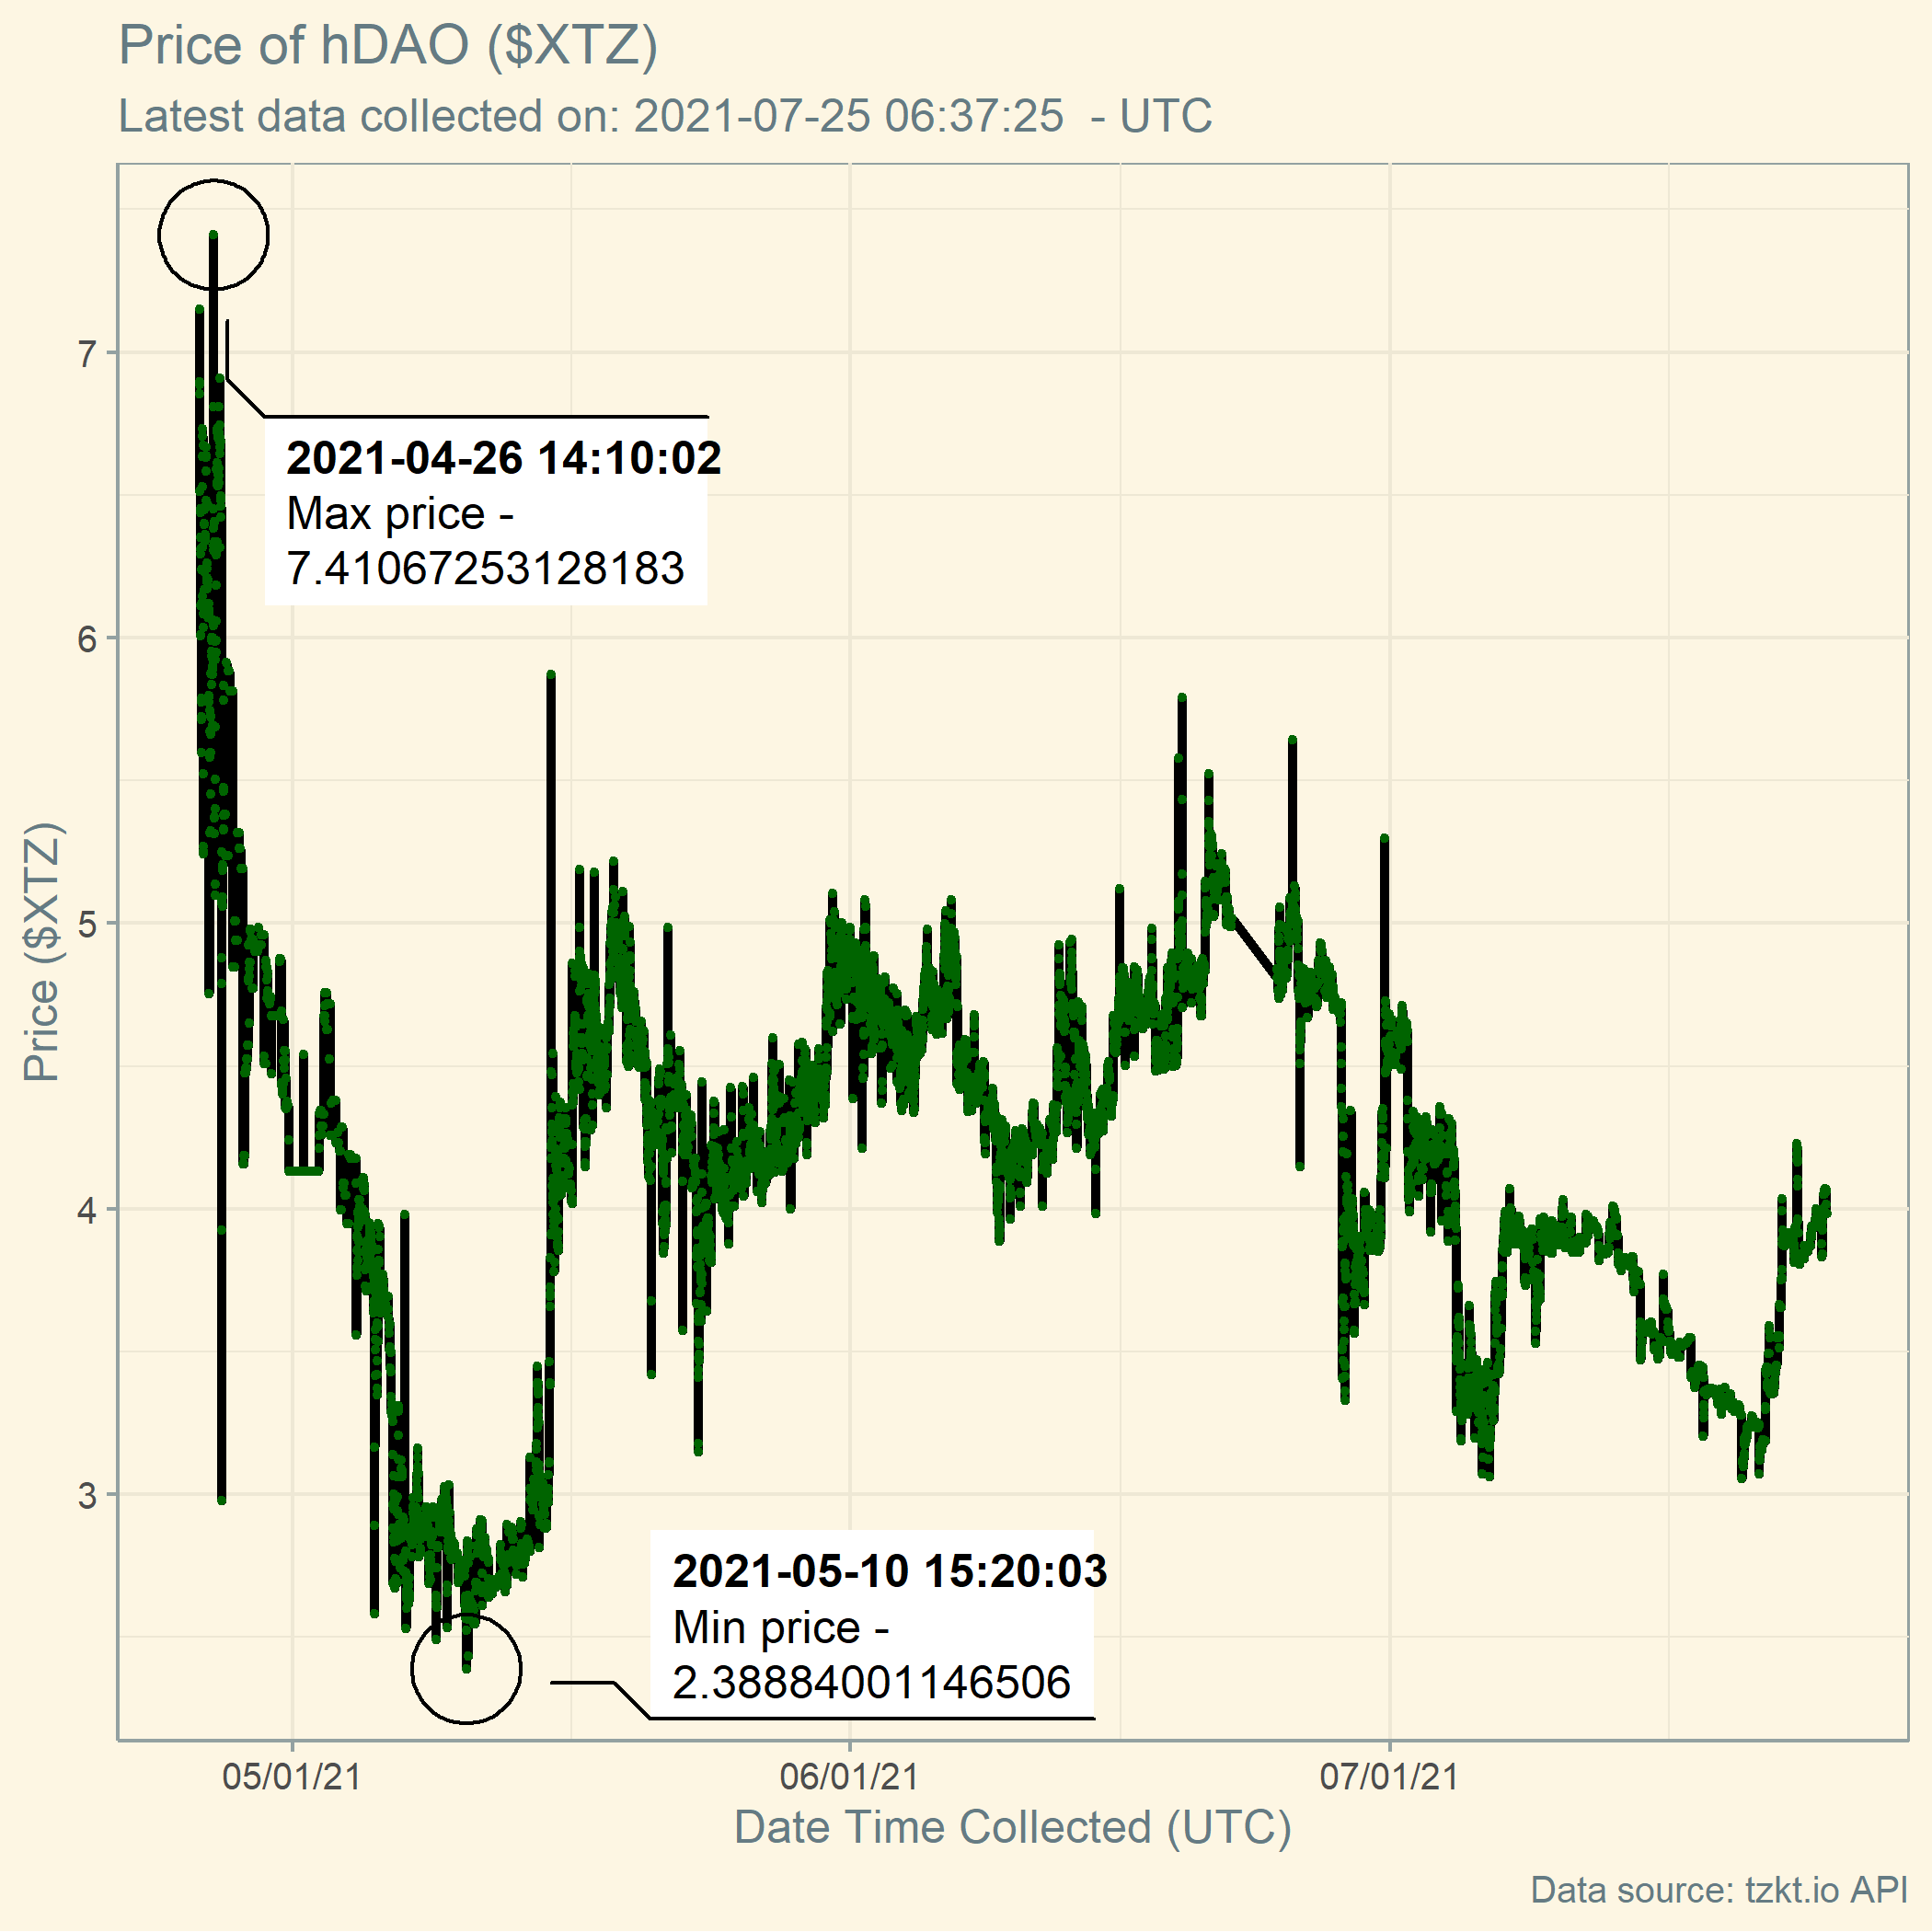 Price of hDAO ($XTZ)
Latest data collected on: 2021-07-25 06:37:25  - UTC
7
2021-04-26 14:10:02
Max price -
7.41067253128183
6
5
Price ($XTZ)
4
3
2021-05-10 15:20:03
Min price -
2.38884001146506
05/01/21 06/01/21 07/01/21
Date Time Collected (UTC)
Data source: tzkt.io API